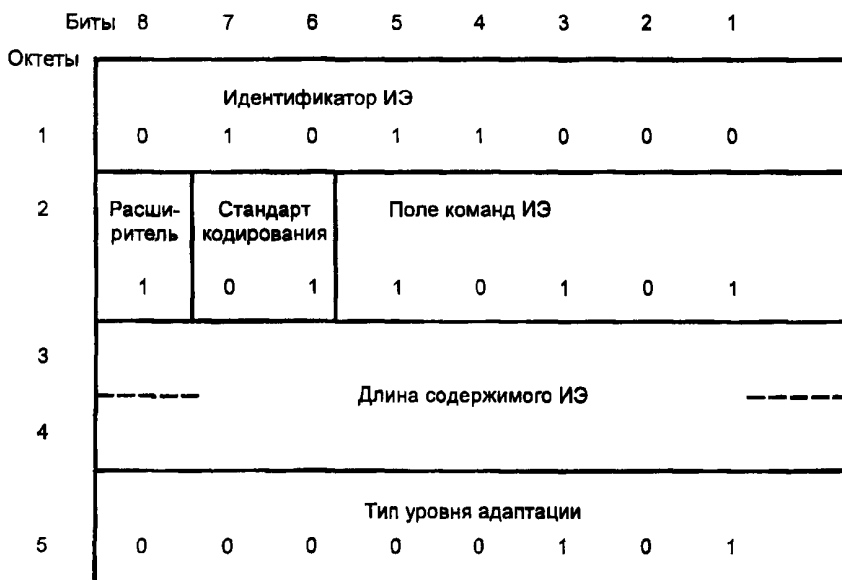 Биты 8 7 6 5 4 3 2 1
Октеты
Идентификатор ИЭ
1 0 1 0 1 1 0 0 0
2 Расши- Стандарт Поле команд ИЭ
ритель кодирования
1 0 1 1 0 1 0 1
3
Длина содержимого ИЭ
4
Тип уровня адаптации
5 0 0 0 0 0 1 0 1